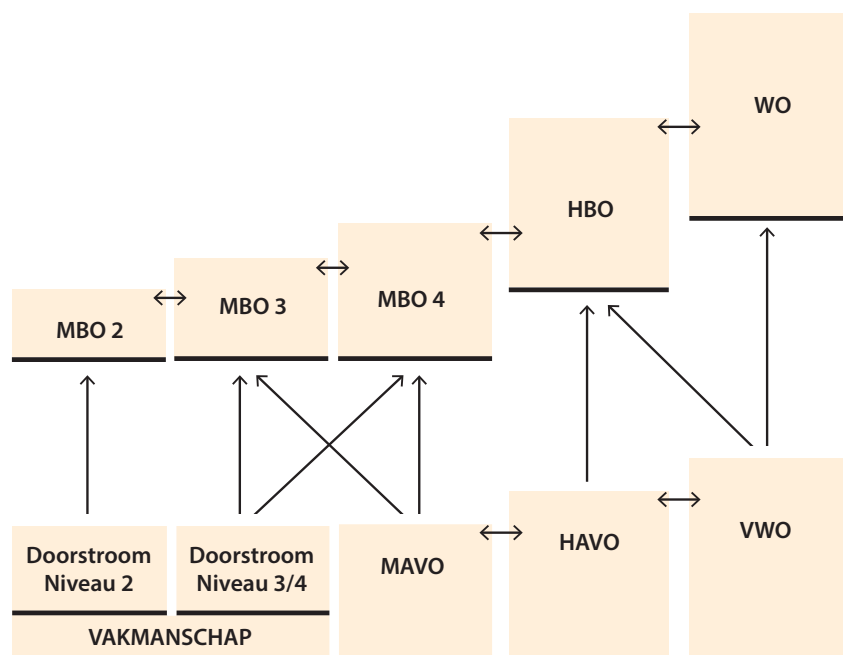 WO
HBO
MBO 2
MBO 3
MBO 4
Doorstroom
Niveau 2
Doorstroom
Niveau 3/4
VAKMANSCHAP
MAVO
HAVO
VWO